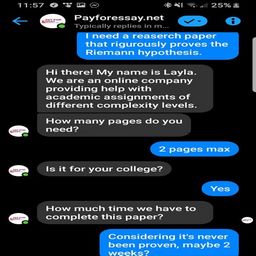 11:57
25%
Payforessay.net
Typically replies in m...
I need a reaserch paper
that rigurously proves the
Riemann hypothesis.
Hi there! My name is Layla.
We are an online company
providing help with
academic assignments of
different complexity levels.
How many pages do you
need?
2 pages max
Is it for your college?
Yes
How much time we have to
complete this paper?
Considering it's never
been proven, maybe 2
weeks?